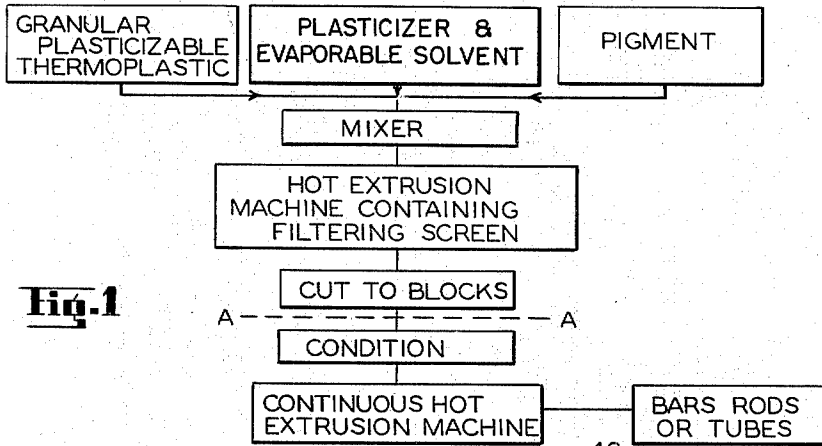 GRANULAR
PLASTICIZABLE
THERMOPLASTIC
PLASTICIZER &
EVAPORABLE SOLVENT
PIGMENT
MIXER
HOT EXTRUSION
MACHINE CONTAINING
FILTERING SCREEN
CUT TO BLOCKS
Fig.1
A A
CONDITION
CONTINUOUS HOT
EXTRUSION MACHINE
BARS RODS
OR TUBES